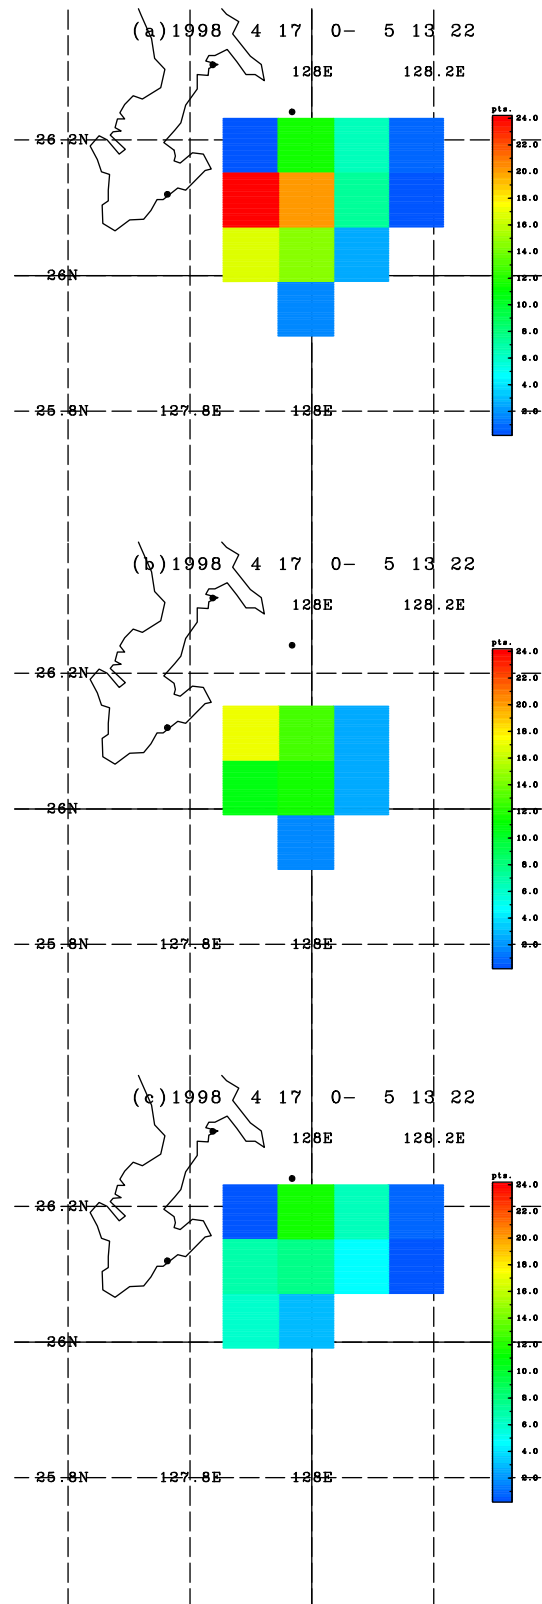 (a)1998 4 17 0- 5 13 22
128E 128.2E
pts.
24.0
26.2N
22.0
20.0
18.0
16.0
14.0
26N
12.0
10.0
8.0
6.0
4.0
25.8N 127.8E 128E
2.0
(b)1998 4 17 0- 5 13 22
128E 128.2E
pts.
24.0
26.2N
22.0
20.0
18.0
16.0
14.0
26N
12.0
10.0
8.0
6.0
4.0
25.8N 127.8E 128E
2.0
(c)1998 4 17 0- 5 13 22
128E 128.2E
pts.
24.0
26.2N
22.0
20.0
18.0
16.0
14.0
26N
12.0
10.0
8.0
6.0
4.0
25.8N 127.8E 128E
2.0